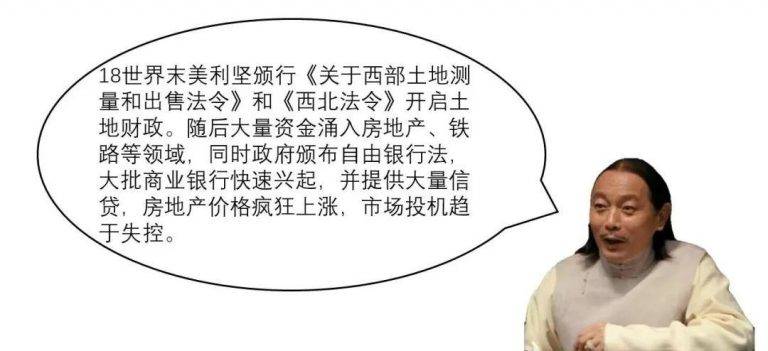 18世界末美利坚颁行《关于西部土地测
量和出售法令》和《西北法令》开启土
地财政。随后大量资金涌入房地产、铁
路等领域，同时政府颁布自由银行法，
大批商业银行快速兴起，并提供大量信
贷，房地产价格疯狂上涨，市场投机趋
于失控。